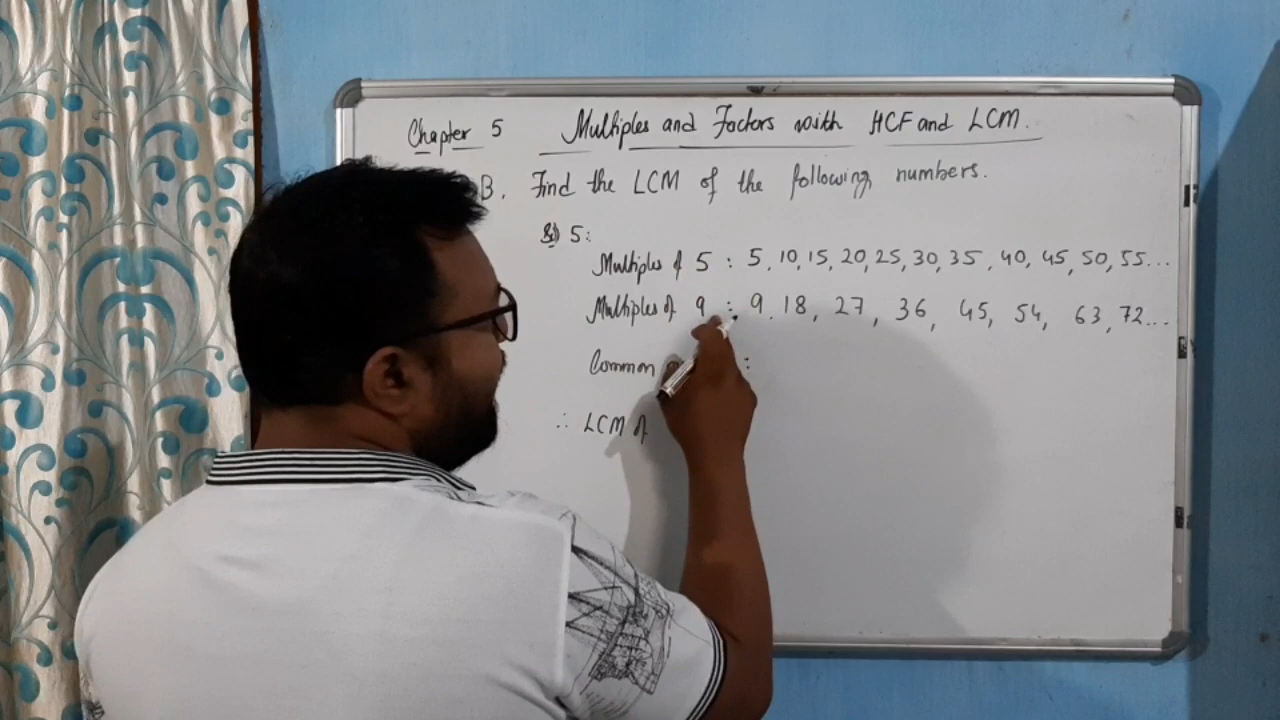 Chapter 5 Multiples and Factors with HCF and LCM.
B. Find the LCM of the following numbers.
5:
Multiples of 5 : 5, 10, 15, 20, 25, 30, 35, 40, 45, 50, 55...
Multiples of 9 : 9, 18, 27, 36, 45, 54, 63, 72...
Common :
∴ LCM of